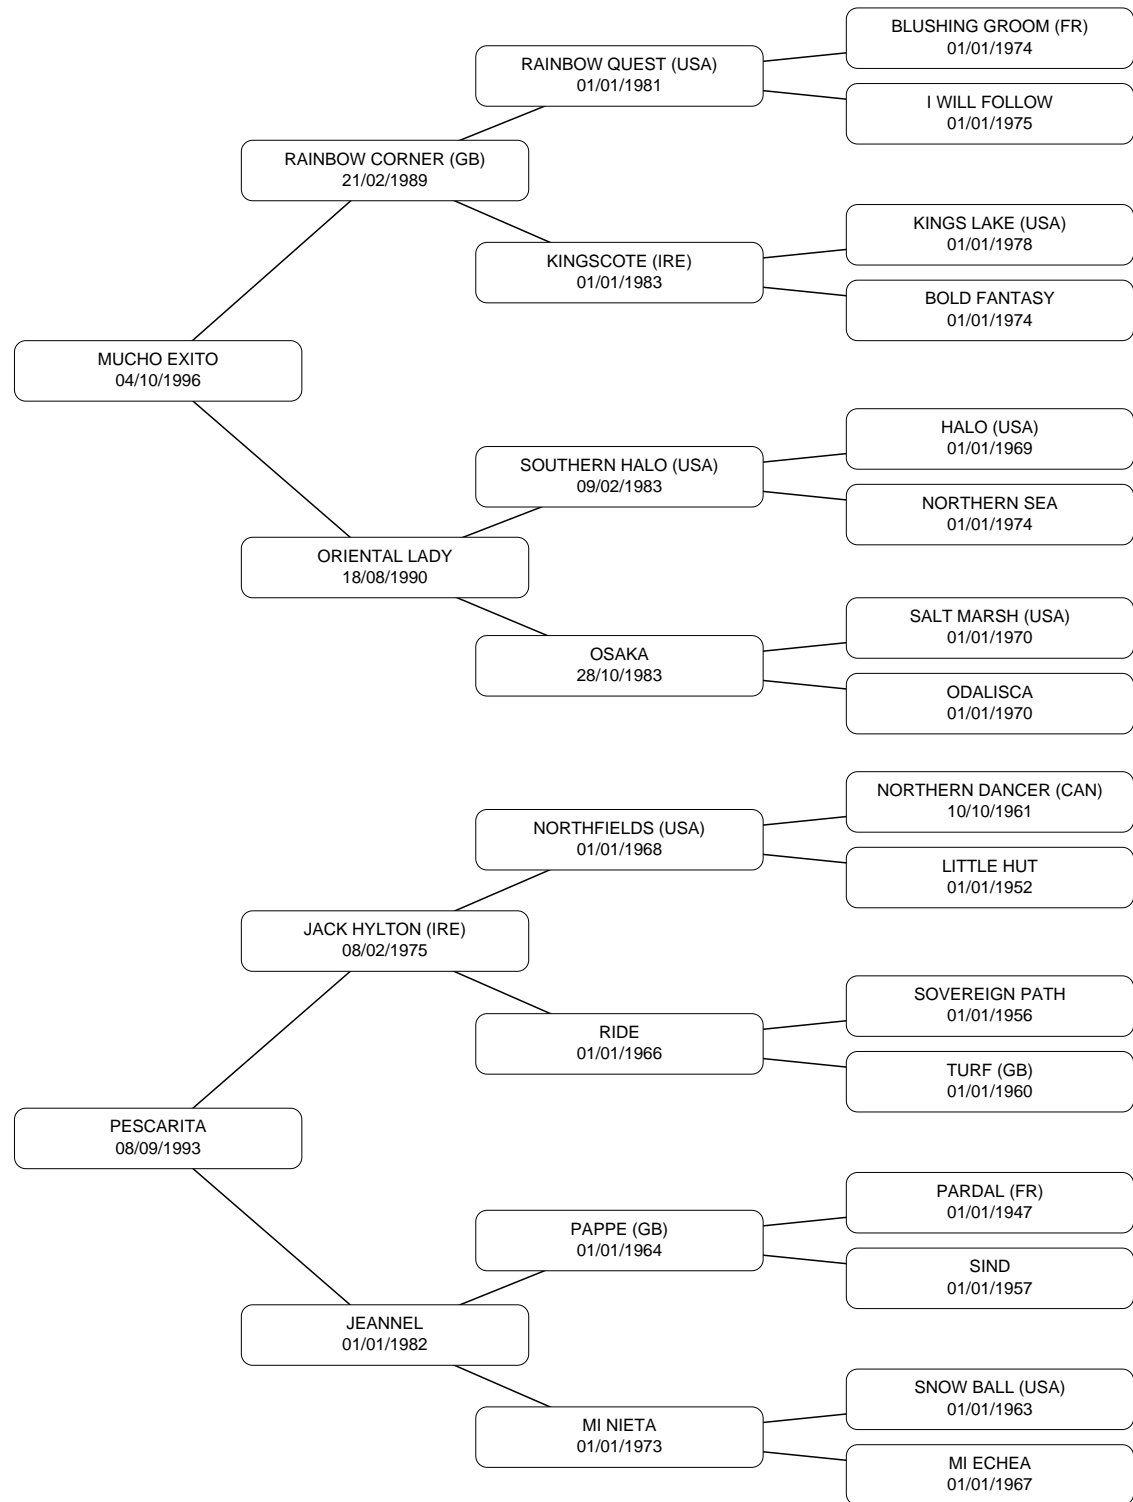 BLUSHING GROOM (FR)
01/01/1974
RAINBOW QUEST (USA)
01/01/1981
I WILL FOLLOW
01/01/1975
RAINBOW CORNER (GB)
21/02/1989
KINGS LAKE (USA)
01/01/1978
KINGSCOTE (IRE)
01/01/1983
BOLD FANTASY
01/01/1974
MUCHO EXITO
04/10/1996
HALO (USA)
01/01/1969
SOUTHERN HALO (USA)
09/02/1983
NORTHERN SEA
01/01/1974
ORIENTAL LADY
18/08/1990
SALT MARSH (USA)
01/01/1970
OSAKA
28/10/1983
ODALISCA
01/01/1970
NORTHERN DANCER (CAN)
10/10/1961
NORTHFIELDS (USA)
01/01/1968
LITTLE HUT
01/01/1952
JACK HYLTON (IRE)
08/02/1975
SOVEREIGN PATH
01/01/1956
RIDE
01/01/1966
TURF (GB)
01/01/1960
PESCARITA
08/09/1993
PARDAL (FR)
01/01/1947
PAPPE (GB)
01/01/1964
SIND
01/01/1957
JEANNEL
01/01/1982
SNOW BALL (USA)
01/01/1963
MI NIETA
01/01/1973
MI ECHEA
01/01/1967